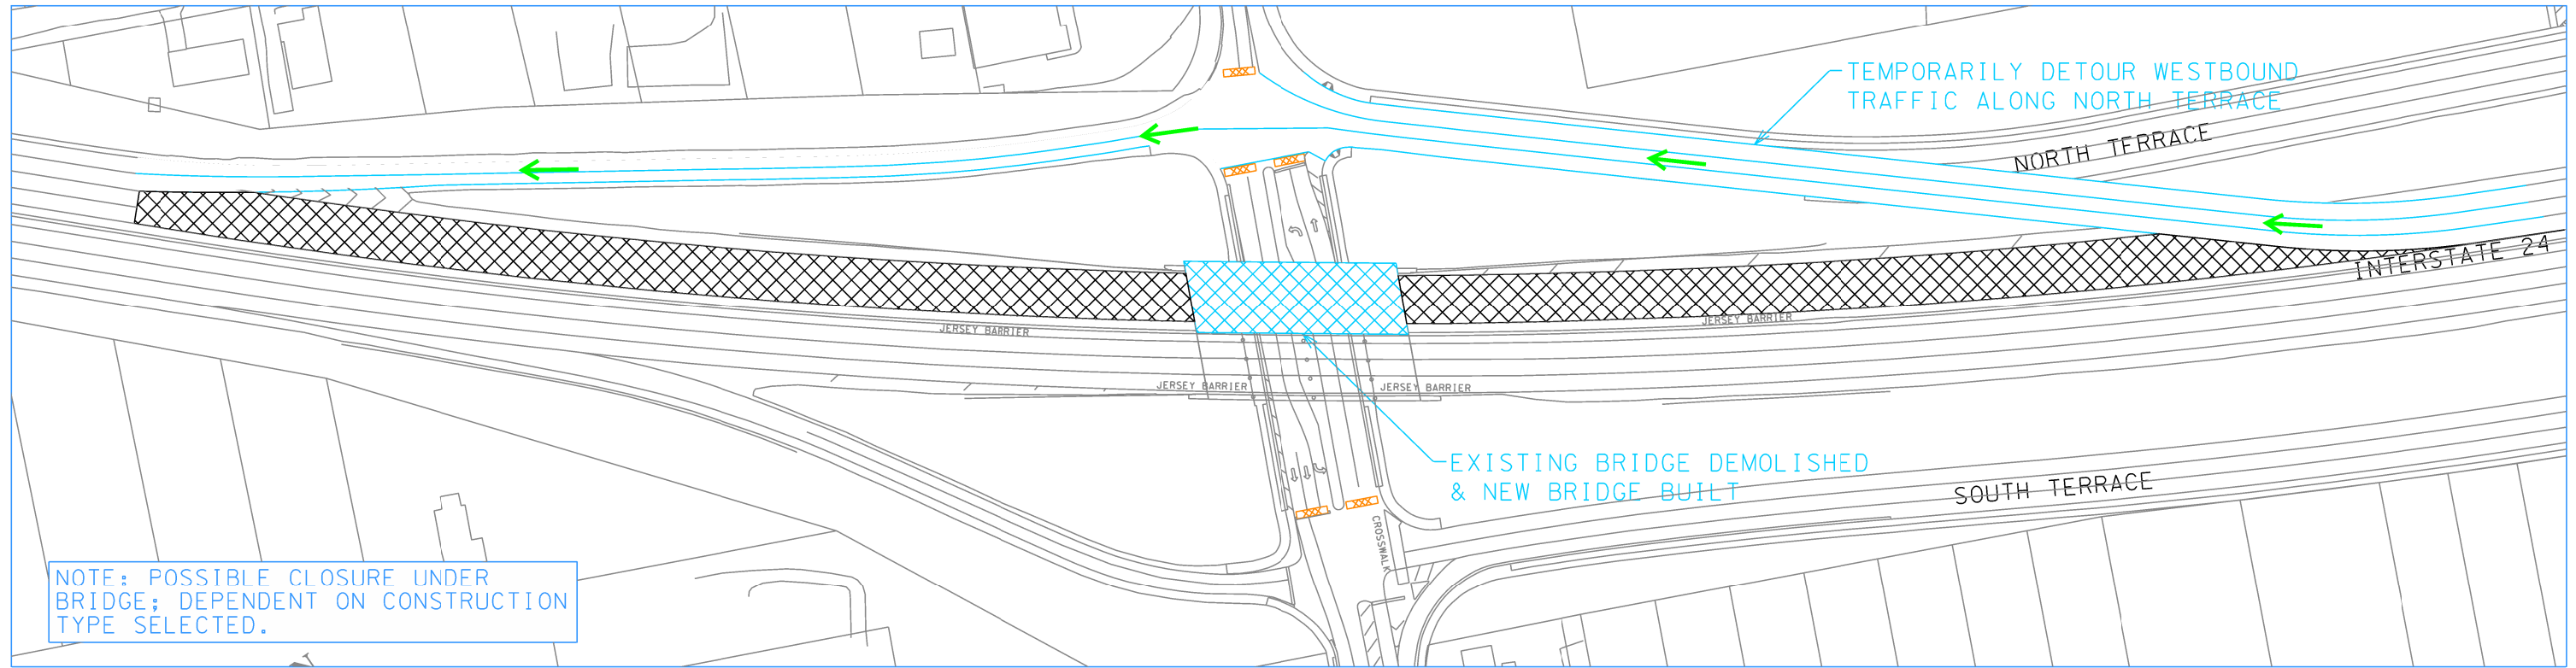 TEMPORARILY DETOUR WESTBOUND
TRAFFIC ALONG NORTH TERRACE
NORTH TERRACE
INTERSTATE 24
JERSEY BARRIER
JERSEY BARRIER
JERSEY BARRIER
JERSEY BARRIER
EXISTING BRIDGE DEMOLISHED
& NEW BRIDGE BUILT
SOUTH TERRACE
CROSSWALK
NOTE: POSSIBLE CLOSURE UNDER
BRIDGE; DEPENDENT ON CONSTRUCTION
TYPE SELECTED.